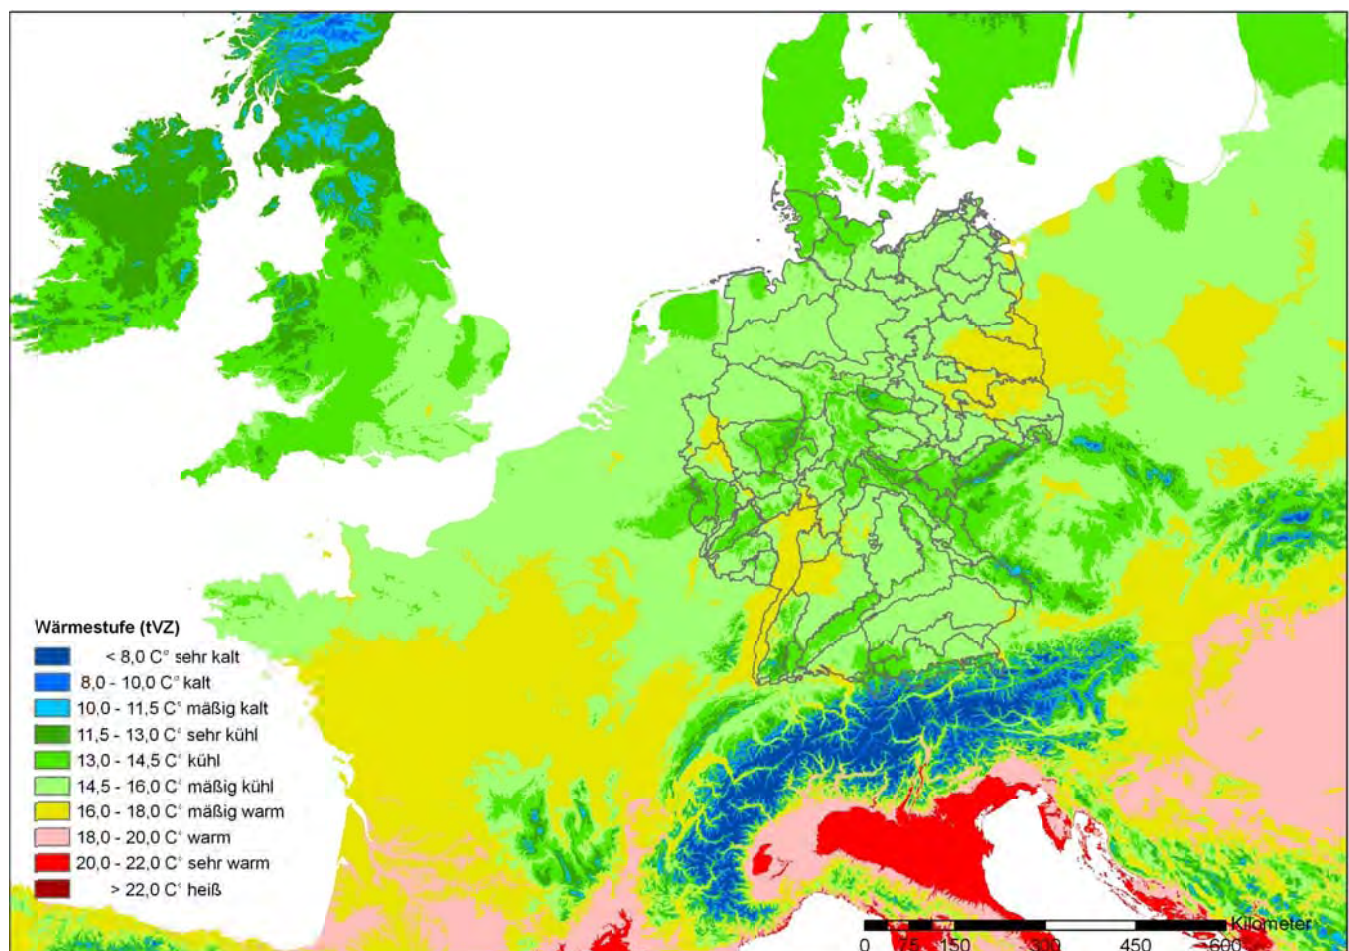 Wärmestufe (tVZ)
< 8,0 C° sehr kalt
8,0 - 10,0 C° kalt
10,0 - 11,5 C° mäßig kalt
11,5 - 13,0 C° sehr kühl
13,0 - 14,5 C° kühl
14,5 - 16,0 C° mäßig kühl
16,0 - 18,0 C° mäßig warm
18,0 - 20,0 C° warm
20,0 - 22,0 C° sehr warm
> 22,0 C° heiß
Kilometer
0 75 150 300 450 600